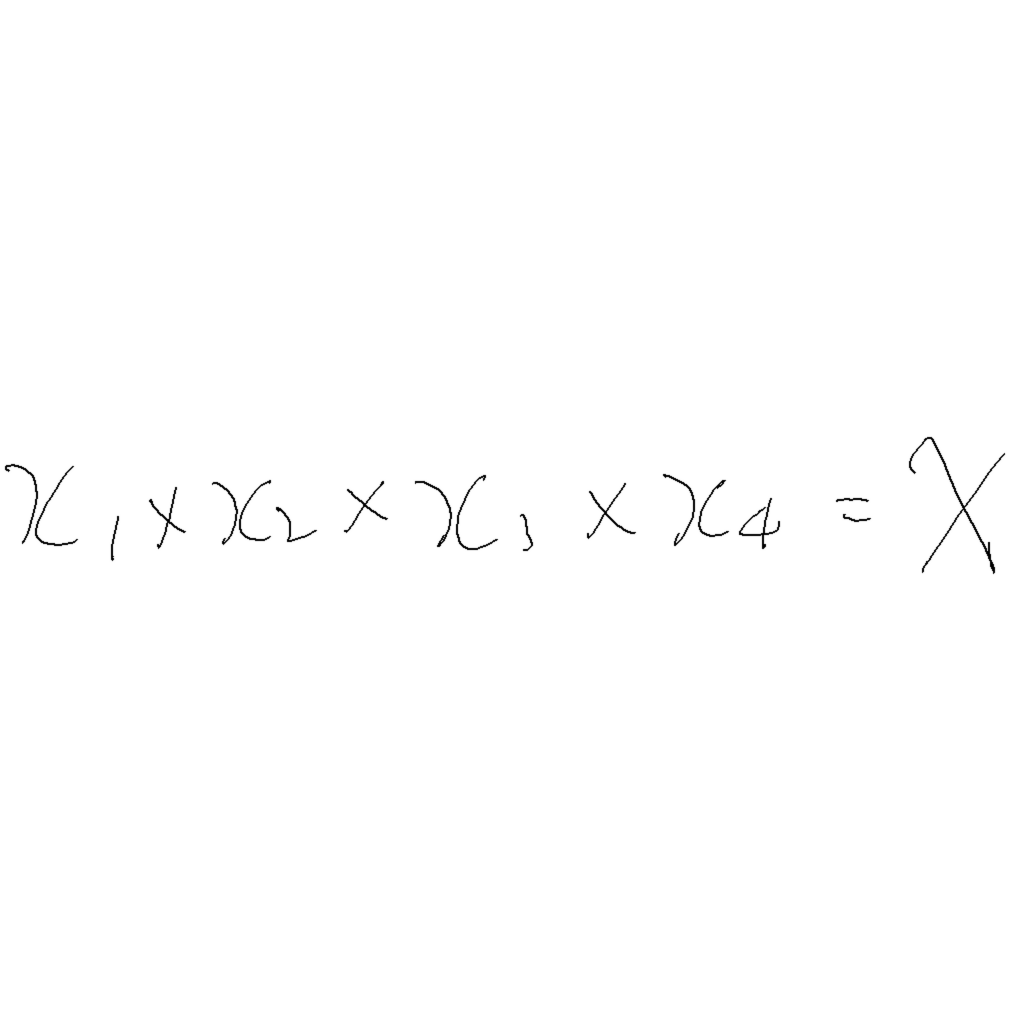 x₁ × x₂ × x₃ × x₄ = X